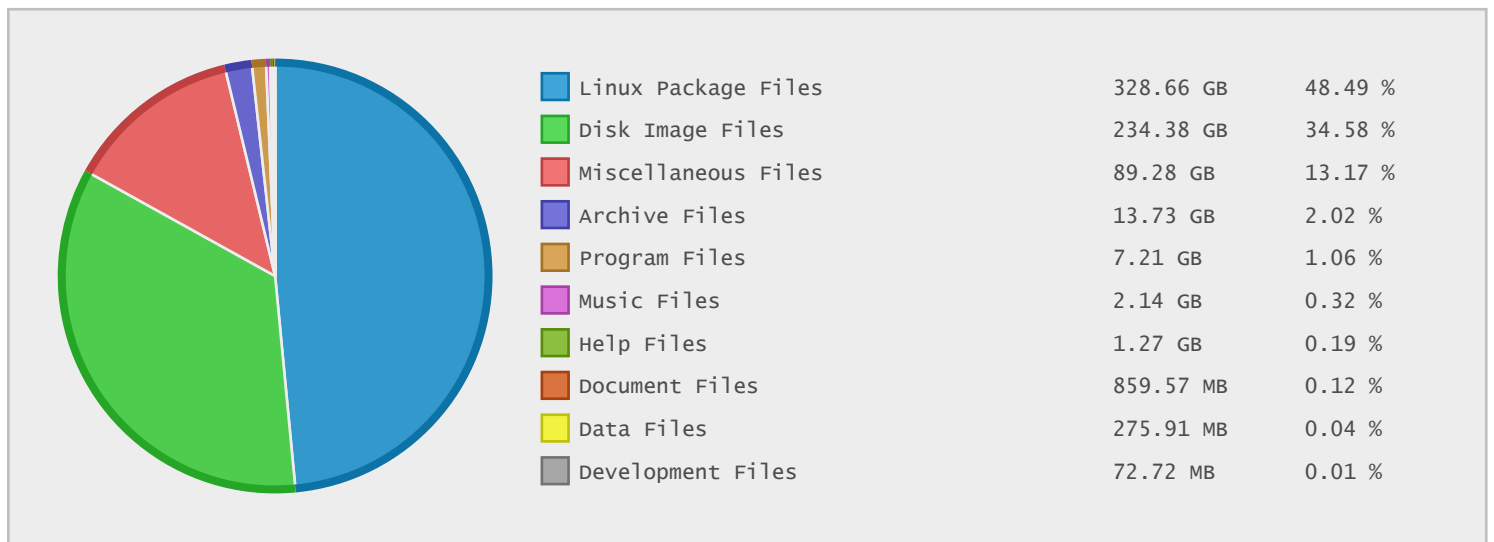 Linux Package Files 328.66 GB 48.49 %
Disk Image Files 234.38 GB 34.58 %
Miscellaneous Files 89.28 GB 13.17 %
Archive Files 13.73 GB 2.02 %
Program Files 7.21 GB 1.06 %
Music Files 2.14 GB 0.32 %
Help Files 1.27 GB 0.19 %
Document Files 859.57 MB 0.12 %
Data Files 275.91 MB 0.04 %
Development Files 72.72 MB 0.01 %